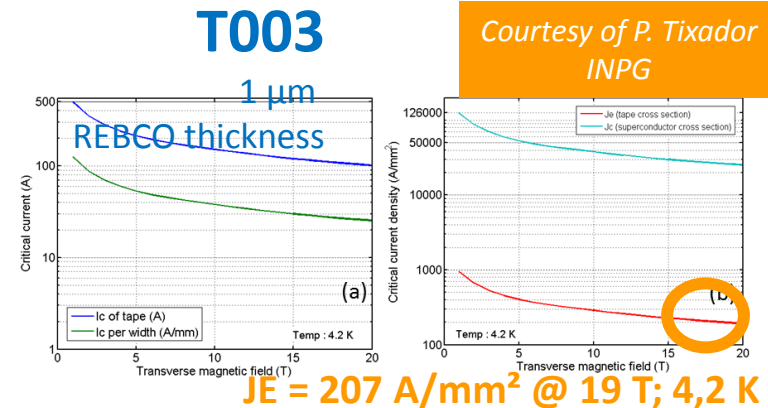 T003
Courtesy of P. Tixador
INPG
1 µm
REBCO thickness
500
100
10
1
Critical current (A)
0
5
10
15
20
Transverse magnetic field (T)
Ic of tape (A)
Ic per width (A/mm)
Temp : 4.2 K
(a)
126000
50000
10000
1000
100
Critical current density (A/mm²)
0
5
10
15
20
Transverse magnetic field (T)
Je (tape cross section)
Jc (superconductor cross section)
Temp : 4.2 K
(b)
JE = 207 A/mm² @ 19 T; 4,2 K